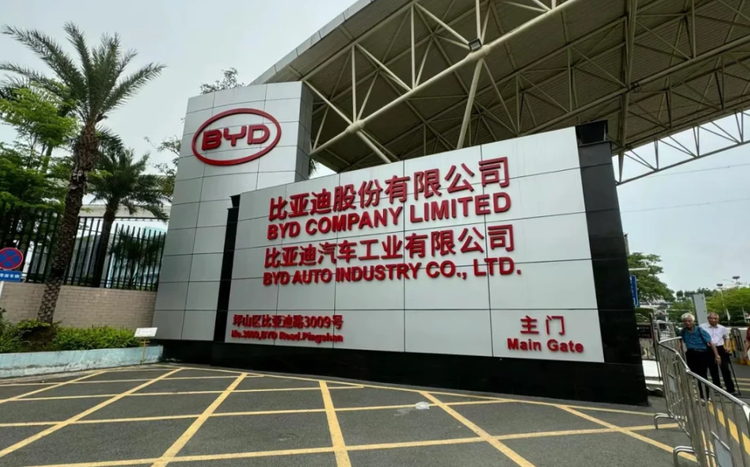 BYD
比亚迪股份有限公司
BYD COMPANY LIMITED
比亚迪汽车工业有限公司
BYD AUTO INDUSTRY CO., LTD.
坪山区比亚迪路3009号
No.3009,BYD Road,Pingshan
主门
Main Gate